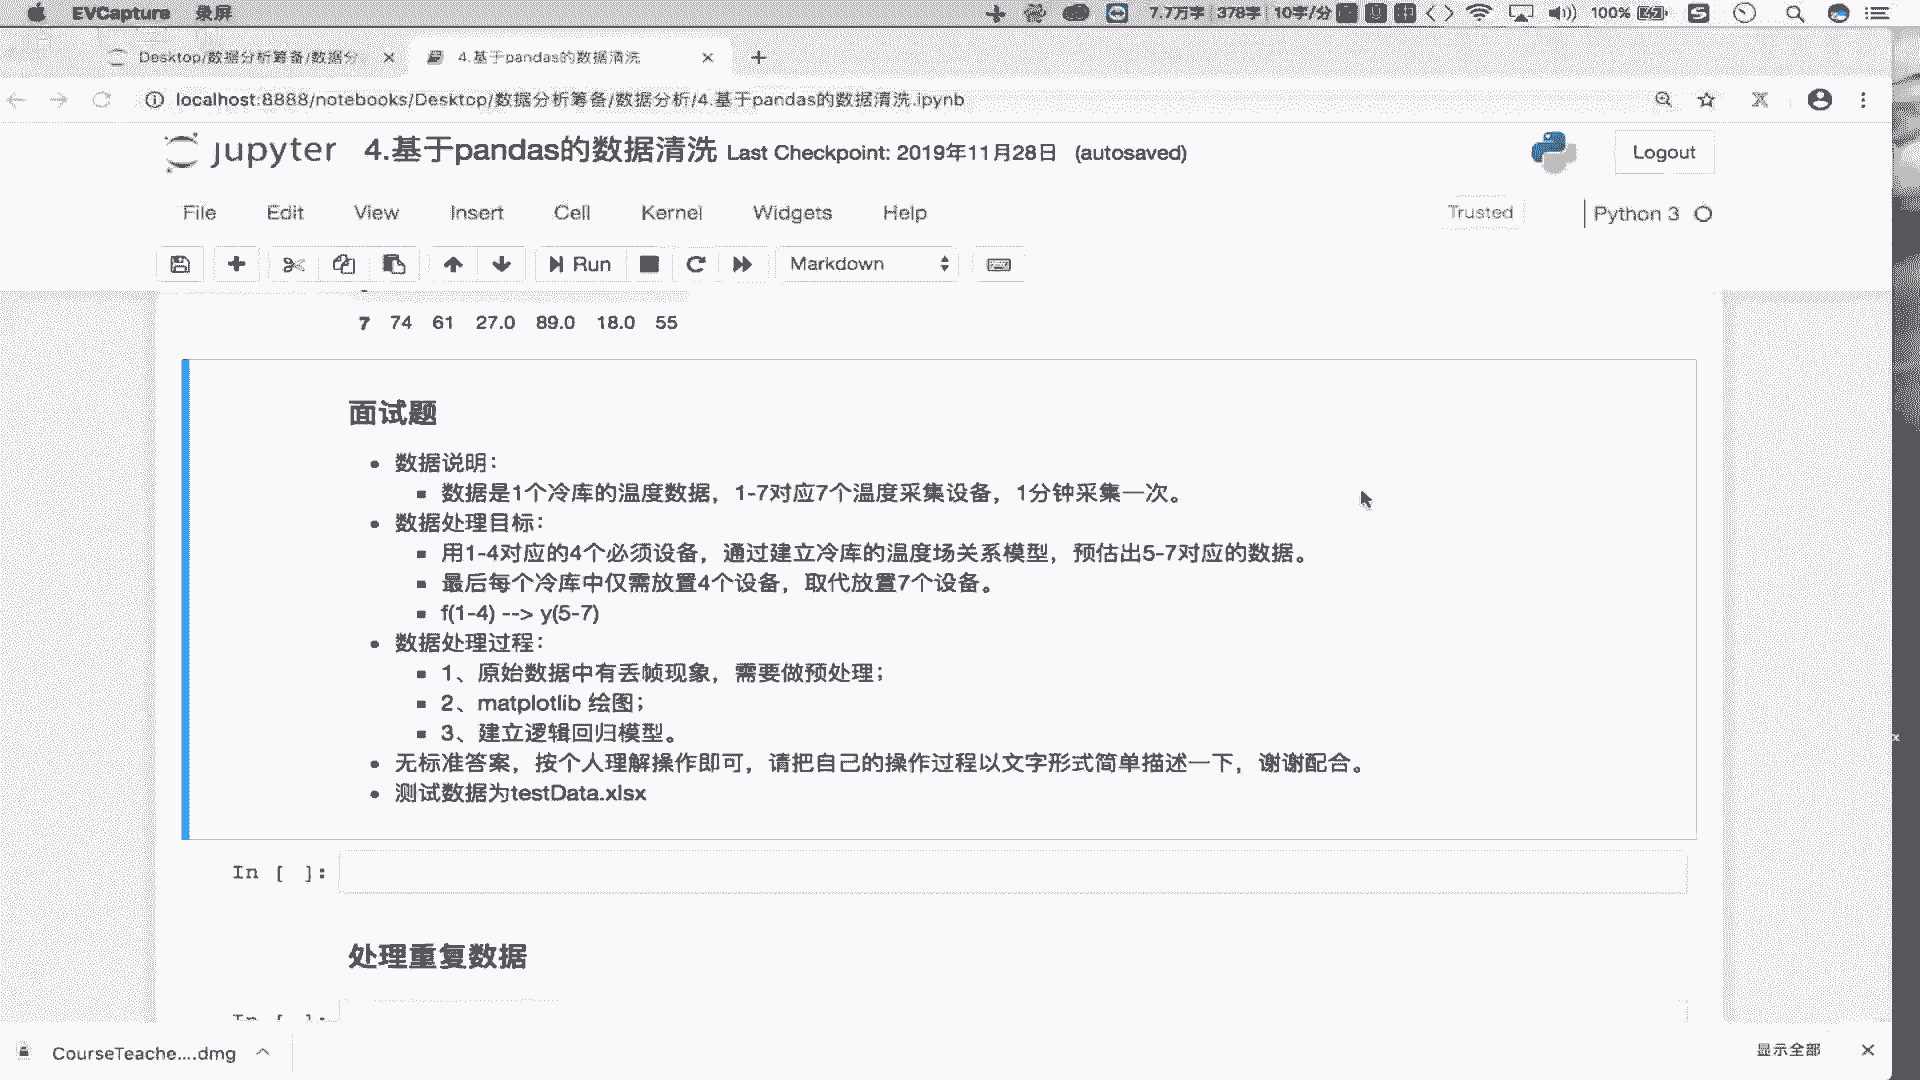 EVCapture 录屏 7.7万字 378字 10字/分 100%
Desktop/数据分析筹备/数据分 4.基于pandas的数据清洗
localhost:8888/notebooks/Desktop/数据分析筹备/数据分析/4.基于pandas的数据清洗.ipynb
jupyter 4.基于pandas的数据清洗 Last Checkpoint: 2019年11月28日 (autosaved) Logout
File Edit View Insert Cell Kernel Widgets Help Trusted Python 3
Run Markdown
7 74 61 27.0 89.0 18.0 55
面试题
数据说明：
数据是1个冷库的温度数据，1-7对应7个温度采集设备，1分钟采集一次。
数据处理目标：
用1-4对应的4个必须设备，通过建立冷库的温度场关系模型，预估出5-7对应的数据。
最后每个冷库中仅需放置4个设备，取代放置7个设备。
f(1-4) --> y(5-7)
数据处理过程：
1、原始数据中有丢帧现象，需要做预处理；
2、matplotlib 绘图；
3、建立逻辑回归模型。
无标准答案，按个人理解操作即可，请把自己的操作过程以文字形式简单描述一下，谢谢配合。
测试数据为testData.xlsx
In [ ]:
处理重复数据
In [ ]:
CourseTeache....dmg 显示全部